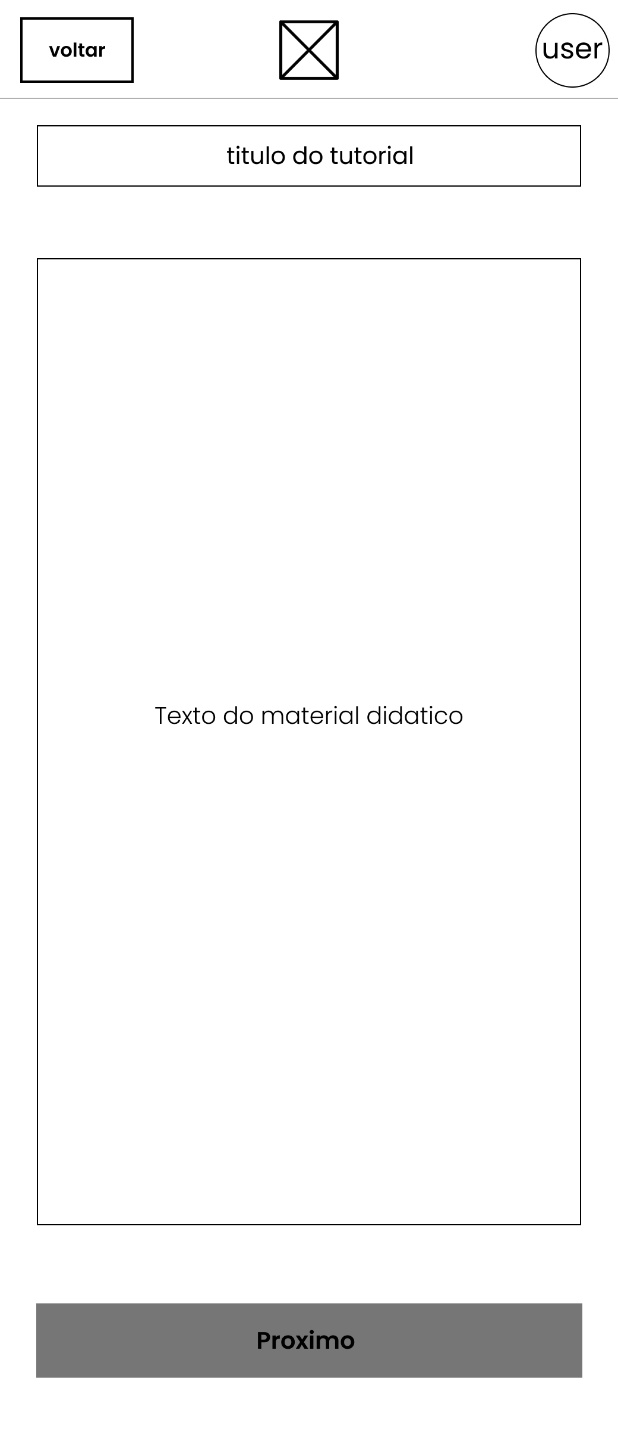 voltar
user
titulo do tutorial
Texto do material didatico
Proximo